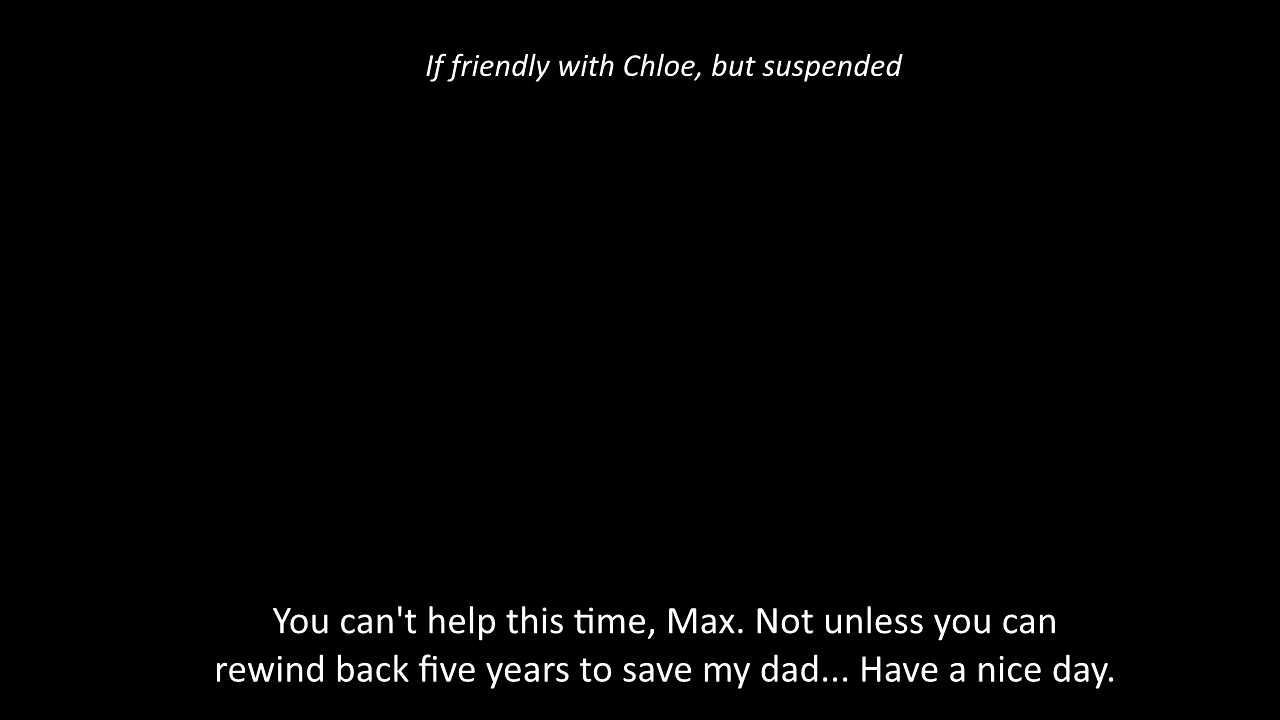 If friendly with Chloe, but suspended
You can't help this time, Max. Not unless you can
rewind back five years to save my dad... Have a nice day.